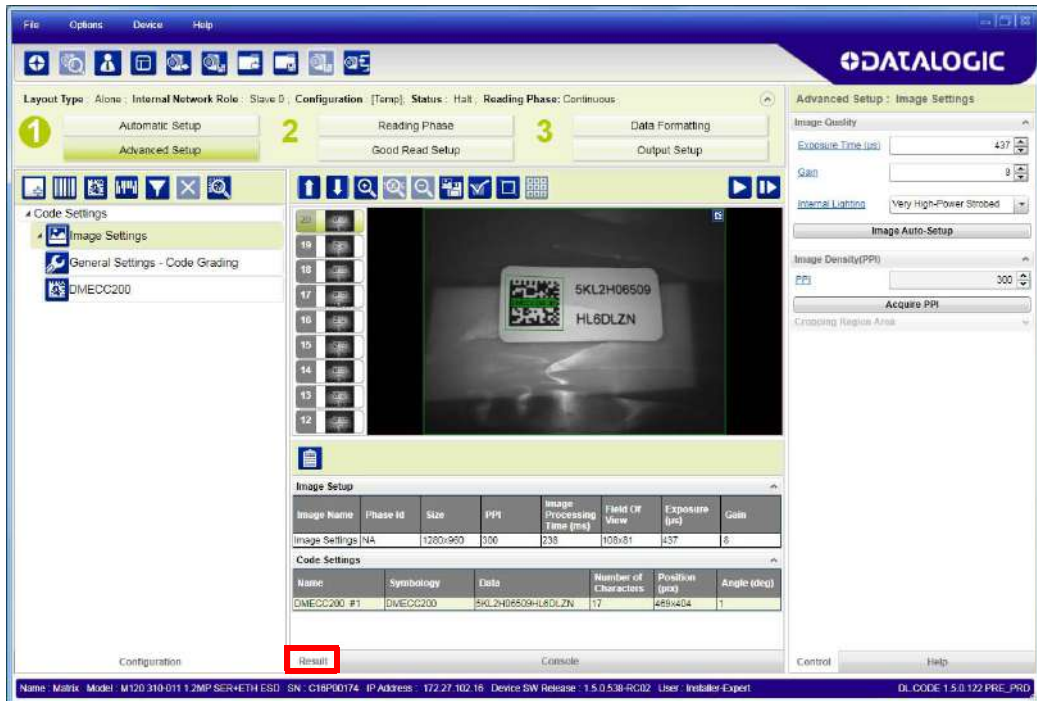 File Options Device Help
DATALOGIC
Layout Type : Alone ; Internal Network Role : Slave 0 ; Configuration : [Temp]; Status : Halt ; Reading Phase: Continuous
1 Automatic Setup
Advanced Setup
2 Reading Phase
Good Read Setup
3 Data Formatting
Output Setup
Code Settings
Image Settings
General Settings - Code Grading
DMECC200
20
19
18
17
16
15
14
13
12
5KL2H06509
HL6DLZN
Image Setup
Image Name Phase Id Size PPI Image Processing Time (ms) Field Of View Exposure (µs) Gain
Image Settings NA 1280x960 300 238 108x81 437 8
Code Settings
Name Symbology Data Number of Characters Position (pix) Angle (deg)
DMECC200 #1 DMECC200 5KL2H06509HL6DLZN 17 469x404 1
Configuration
Result Console
Advanced Setup : Image Settings
Image Quality
Exposure Time (µs) 437
Gain 8
Internal Lighting Very High-Power Strobed
Image Auto-Setup
Image Density(PPI)
PPI 300
Acquire PPI
Cropping Region Area
Control Help
Name : Matrix Model : M120 310-011 1.2MP SER+ETH ESD SN : C16P00174 IP Address : 172.27.102.16 Device SW Release : 1.5.0.538-RC02 User : Installer-Expert DL.CODE 1.5.0.122 PRE_PRD